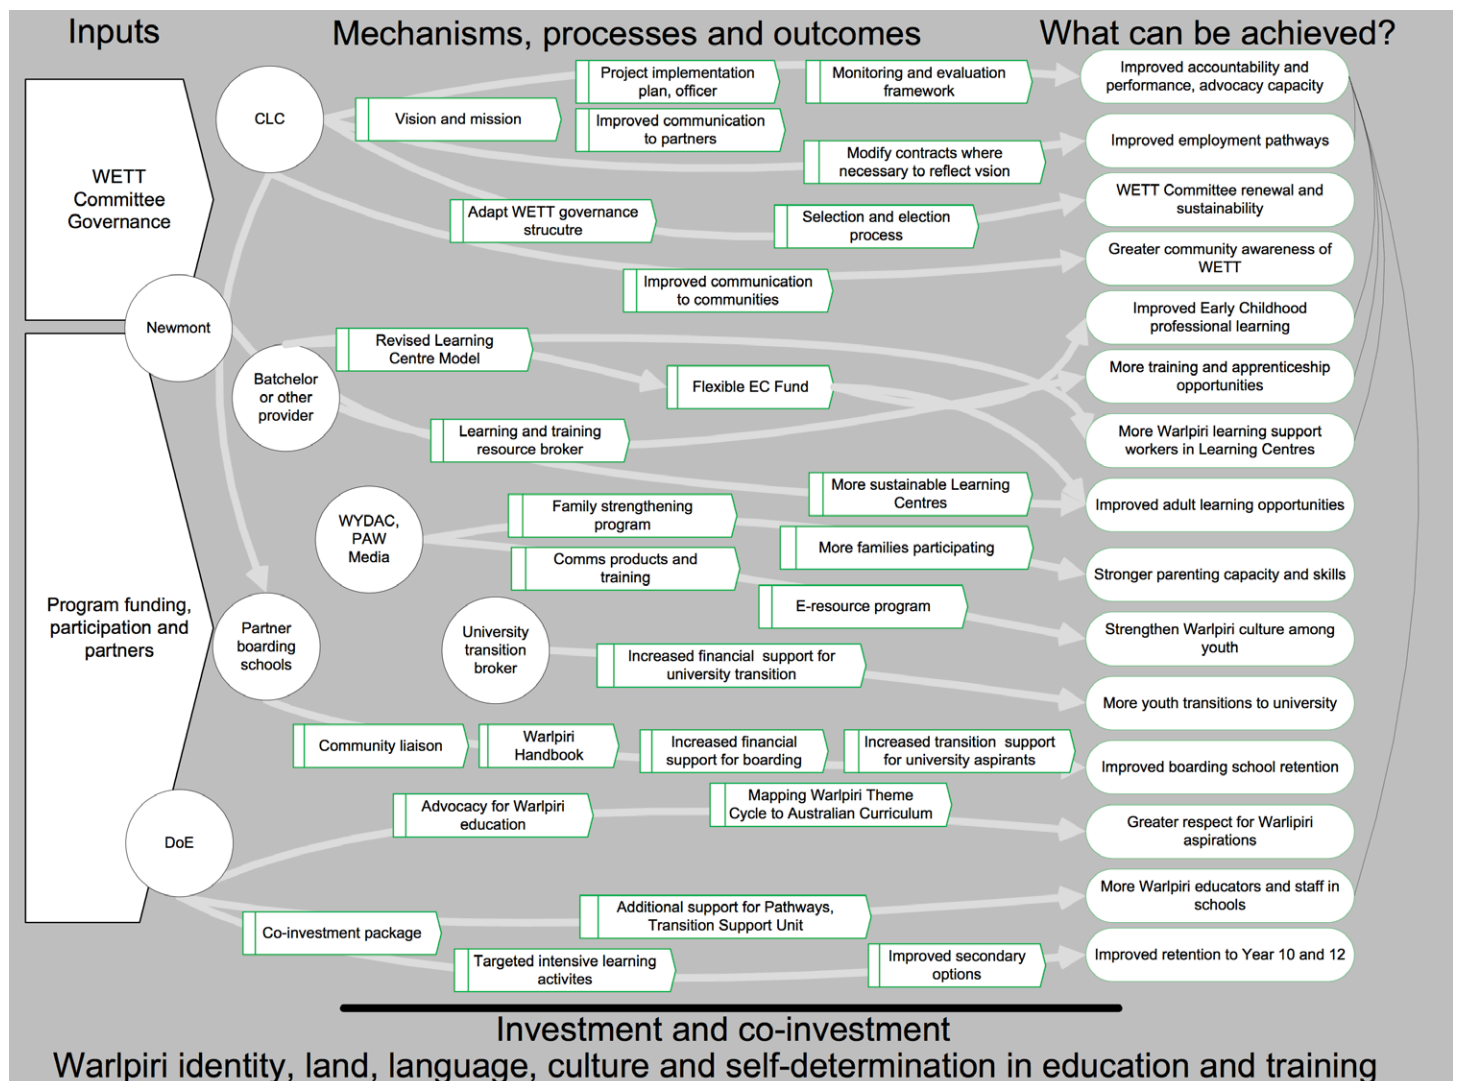 Inputs
Mechanisms, processes and outcomes
What can be achieved?
WETT
Committee
Governance
Program funding,
participation and
partners
CLC
Newmont
Batchelor
or other
provider
WYDAC,
PAW
Media
Partner
boarding
schools
University
transition
broker
DoE
Project implementation
plan, officer
Monitoring and evaluation
framework
Vision and mission
Improved communication
to partners
Modify contracts where
necessary to reflect vsion
Adapt WETT governance
strucutre
Selection and election
process
Improved communication
to communities
Revised Learning
Centre Model
Flexible EC Fund
Learning and training
resource broker
More sustainable Learning
Centres
Family strengthening
program
More families participating
Comms products and
training
E-resource program
Increased financial  support for
university transition
Community liaison
Warlpiri
Handbook
Increased financial
support for boarding
Increased transition  support
for university aspirants
Advocacy for Warlpiri
education
Mapping Warlpiri Theme
Cycle to Australian Curriculum
Additional support for Pathways,
Transition Support Unit
Co-investment package
Targeted intensive learning
activites
Improved secondary
options
Improved accountability and
performance, advocacy capacity
Improved employment pathways
WETT Committee renewal and
sustainability
Greater community awareness of
WETT
Improved Early Childhood
professional learning
More training and apprenticeship
opportunities
More Warlpiri learning support
workers in Learning Centres
Improved adult learning opportunities
Stronger parenting capacity and skills
Strengthen Warlpiri culture among
youth
More youth transitions to university
Improved boarding school retention
Greater respect for Warlipiri
aspirations
More Warlpiri educators and staff in
schools
Improved retention to Year 10 and 12
Investment and co-investment
Warlpiri identity, land, language, culture and self-determination in education and training